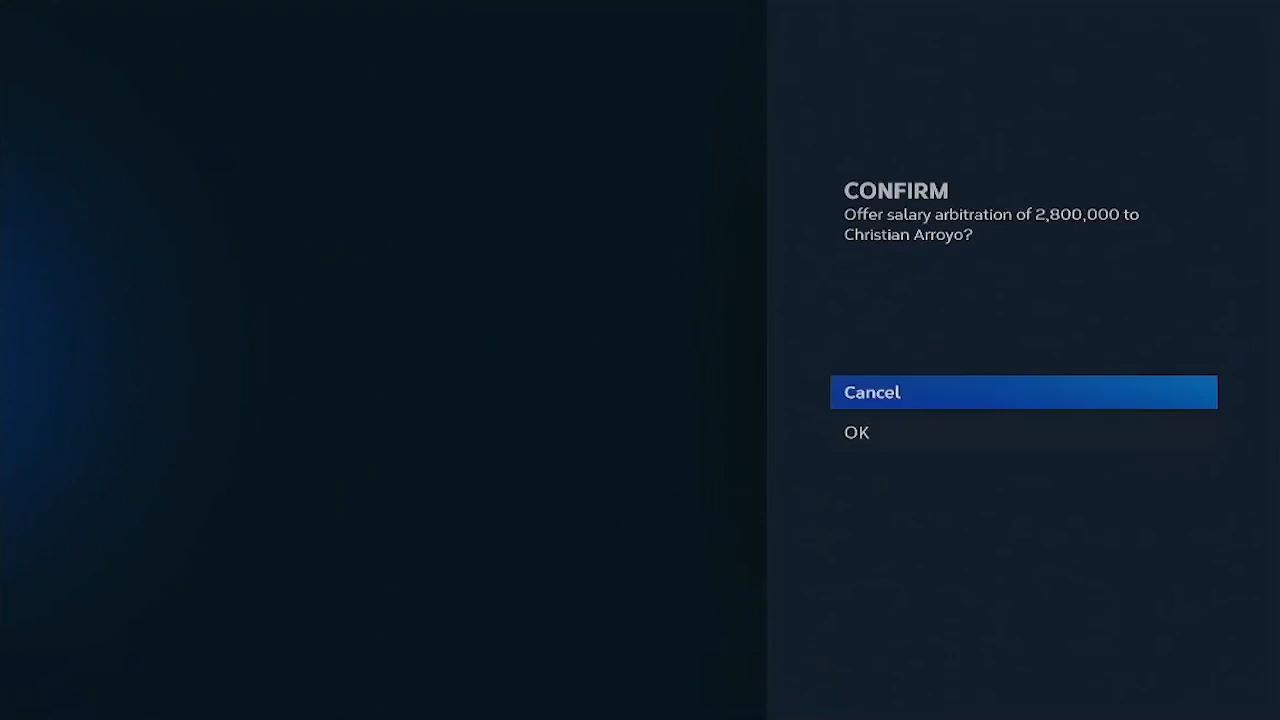 CONFIRM
Offer salary arbitration of 2,800,000 to
Christian Arroyo?
Cancel
OK